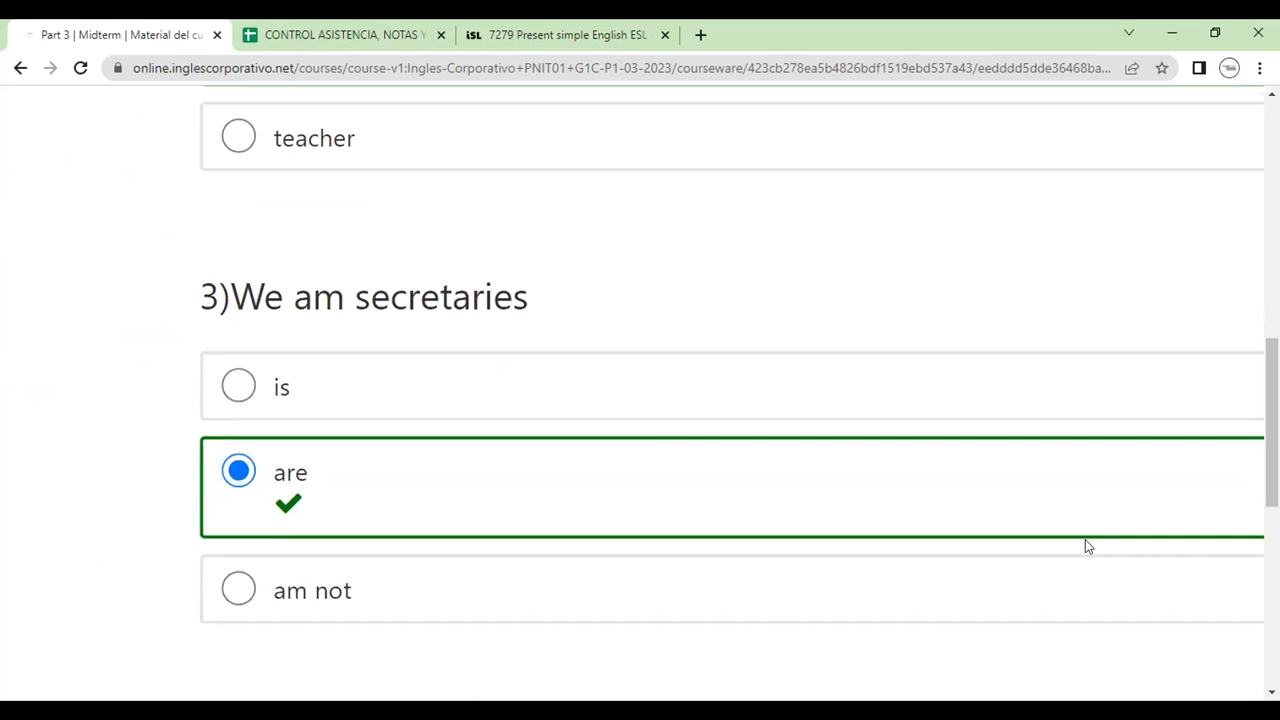 Part 3 | Midterm | Material del cu
CONTROL ASISTENCIA, NOTAS Y
iSL 7279 Present simple English ESL
online.inglescorporativo.net/courses/course-v1:Ingles-Corporativo+PNIT01+G1C-P1-03-2023/courseware/423cb278ea5b4826bdf1519ebd537a43/eedddd5dde36468ba...
teacher
3)We am secretaries
is
are
am not